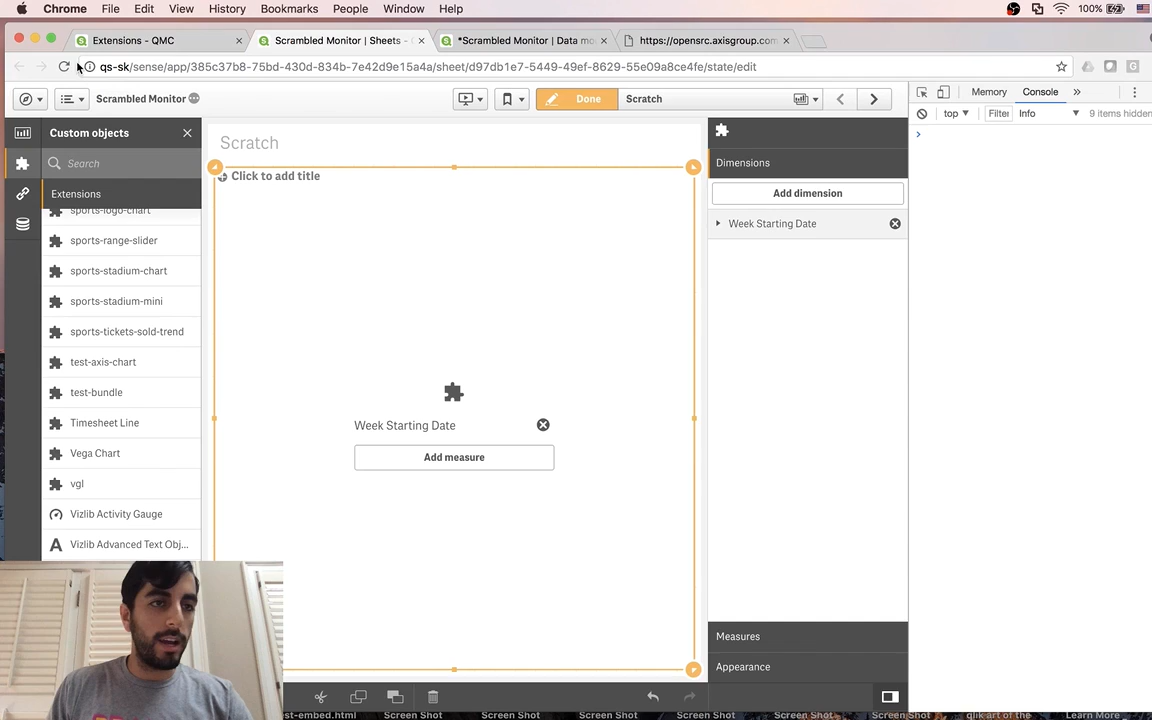 Chrome File Edit View History Bookmarks People Window Help 100%
Extensions - QMC
Scrambled Monitor | Sheets -
*Scrambled Monitor | Data mo
https://opensrc.axisgroup.com
qs-sk/sense/app/385c37b8-75bd-430d-834b-7e42d9e15a4a/sheet/d97db1e7-5449-49ef-8629-55e09a8ce4fe/state/edit
Scrambled Monitor
Done
Scratch
Memory
Console
top
Filter
Info
9 items hidden
Custom objects
Search
Extensions
sports-logo-chart
sports-range-slider
sports-stadium-chart
sports-stadium-mini
sports-tickets-sold-trend
test-axis-chart
test-bundle
Timesheet Line
Vega Chart
vgl
Vizlib Activity Gauge
Vizlib Advanced Text Obj...
Scratch
Click to add title
Week Starting Date
Add measure
Dimensions
Add dimension
Week Starting Date
Measures
Appearance
est-embed.html
Screen Shot
Screen Shot
Screen Shot
Screen Shot
Screen Shot
Screen Shot
qlik art of the
Learn More